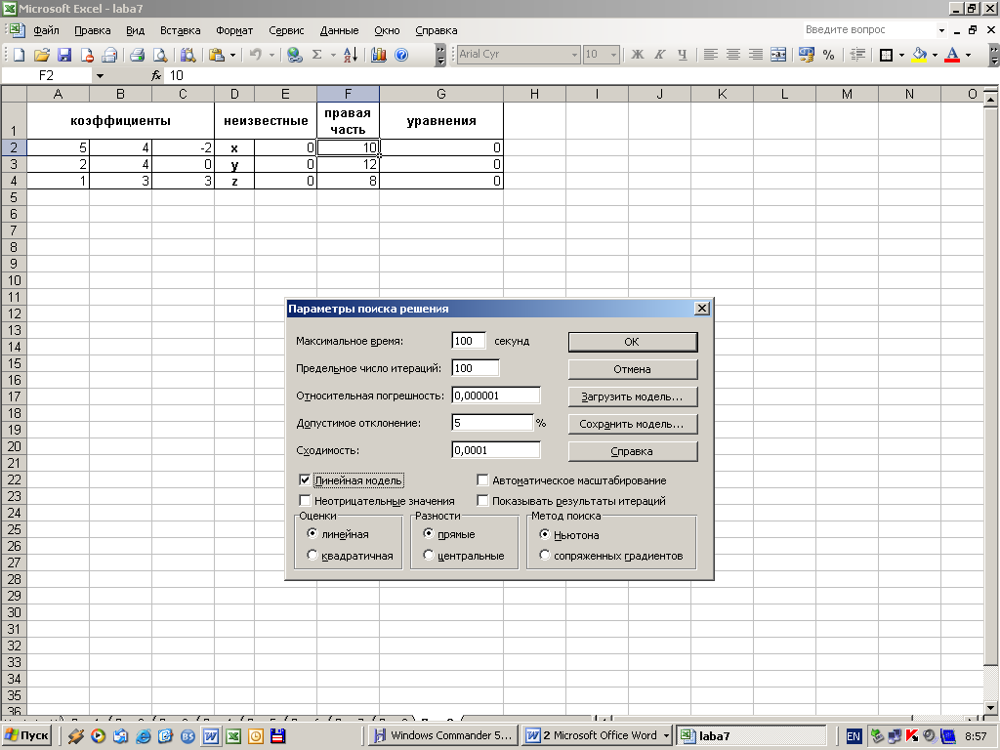 Microsoft Excel - laba7
Файл Правка Вид Вставка Формат Сервис Данные Окно Справка Введите вопрос
Arial Cyr 10 Ж К Ч
F2 fx 10
A B C D E F G H I J K L M N O
1 коэффициенты неизвестные правая часть уравнения
2 5 4 -2 x 0 10 0
3 2 4 0 y 0 12 0
4 1 3 3 z 0 8 0
5
6
7
8
9
10
11
12
13
14
15
16
17
18
19
20
21
22
23
24
25
26
27
28
29
30
31
32
33
34
35
36
Параметры поиска решения
Максимальное время: 100 секунд OK
Предельное число итераций: 100 Отмена
Относительная погрешность: 0,000001 Загрузить модель...
Допустимое отклонение: 5 % Сохранить модель...
Сходимость: 0,0001 Справка
Линейная модель Автоматическое масштабирование
Неотрицательные значения Показывать результаты итераций
Оценки Разности Метод поиска
линейная прямые Ньютона
квадратичная центральные сопряженных градиентов
Пуск Windows Commander 5... 2 Microsoft Office Word laba7 EN 8:57